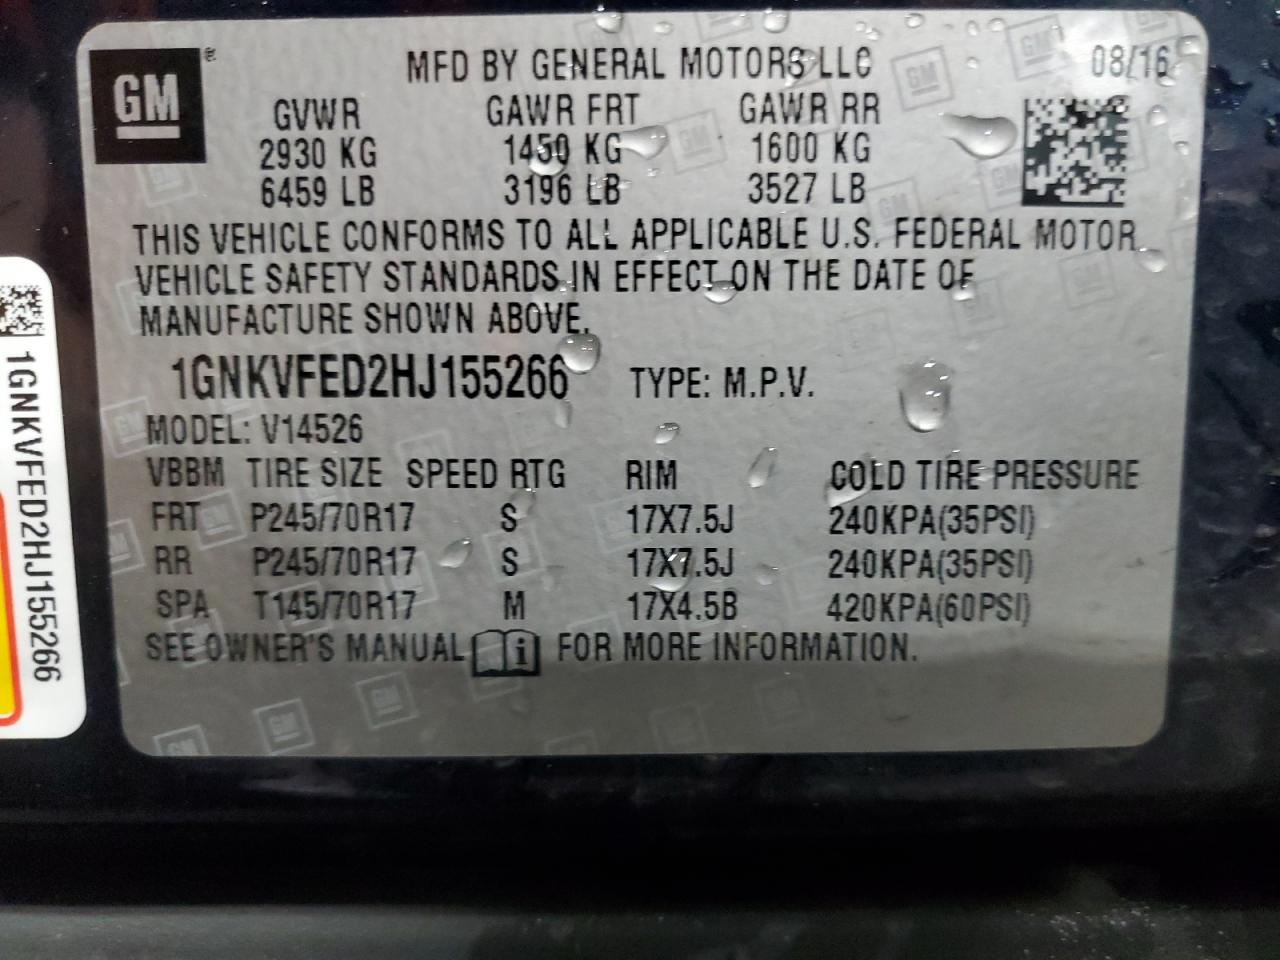 GM ®
MFD BY GENERAL MOTORS LLC 08/16
GVWR GAWR FRT GAWR RR
2930 KG 1450 KG 1600 KG
6459 LB 3196 LB 3527 LB
THIS VEHICLE CONFORMS TO ALL APPLICABLE U.S. FEDERAL MOTOR
VEHICLE SAFETY STANDARDS IN EFFECT ON THE DATE OF
MANUFACTURE SHOWN ABOVE.
1GNKVFED2HJ155266 TYPE: M.P.V.
MODEL: V14526
VBBM TIRE SIZE SPEED RTG RIM COLD TIRE PRESSURE
FRT P245/70R17 S 17X7.5J 240KPA(35PSI)
RR P245/70R17 S 17X7.5J 240KPA(35PSI)
SPA T145/70R17 M 17X4.5B 420KPA(60PSI)
SEE OWNER'S MANUAL i FOR MORE INFORMATION.
1GNKVFED2HJ155266